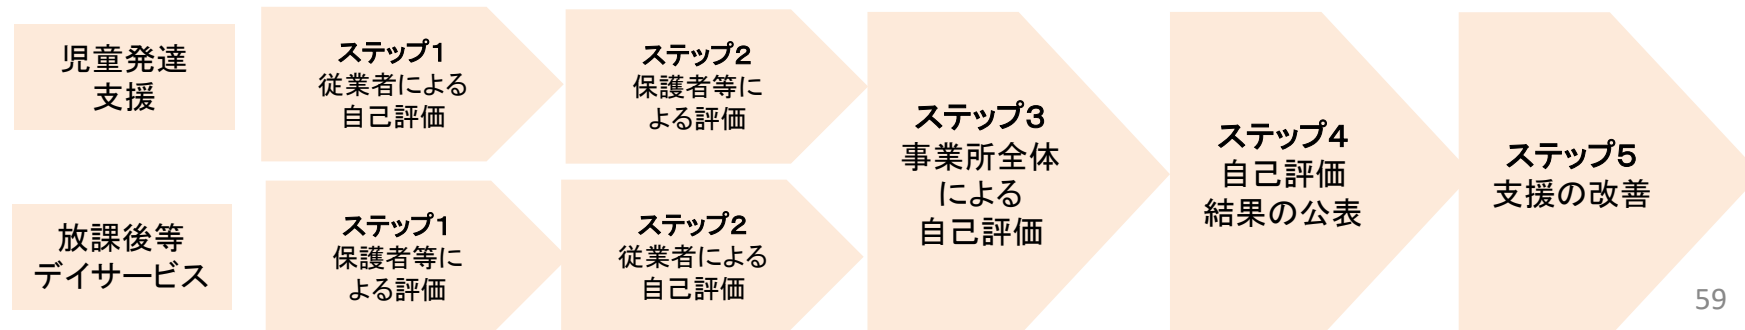 児童発達
支援
ステップ1
従業者による
自己評価
ステップ2
保護者等に
よる評価
放課後等
デイサービス
ステップ1
保護者等に
よる評価
ステップ2
従業者による
自己評価
ステップ3
事業所全体
による
自己評価
ステップ4
自己評価
結果の公表
ステップ5
支援の改善
59